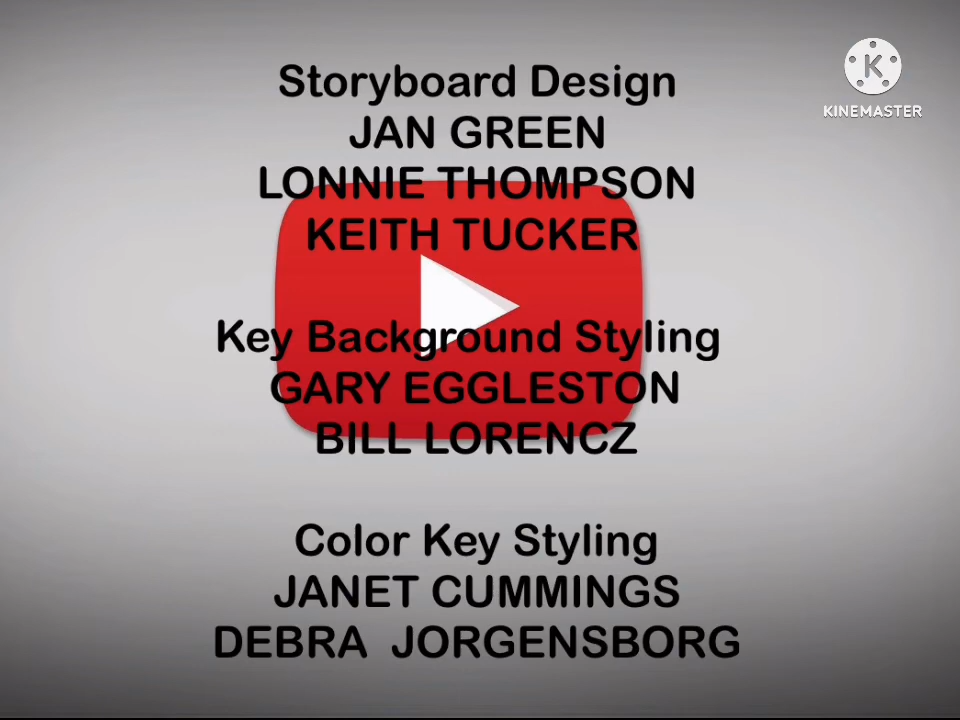 Storyboard Design
JAN GREEN
LONNIE THOMPSON
KEITH TUCKER
Key Background Styling
GARY EGGLESTON
BILL LORENCZ
Color Key Styling
JANET CUMMINGS
DEBRA  JORGENSBORG
K
KINEMASTER